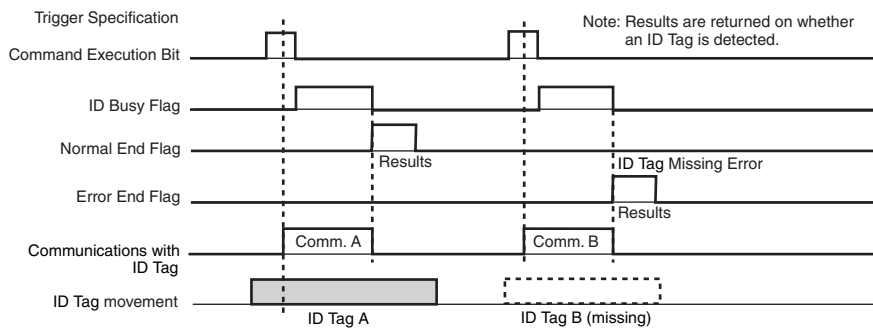 Trigger Specification
Note: Results are returned on whether
an ID Tag is detected.
Command Execution Bit
ID Busy Flag
Normal End Flag
Results
ID Tag Missing Error
Error End Flag
Results
Comm. A
Comm. B
Communications with
ID Tag
ID Tag movement
ID Tag A
ID Tag B (missing)